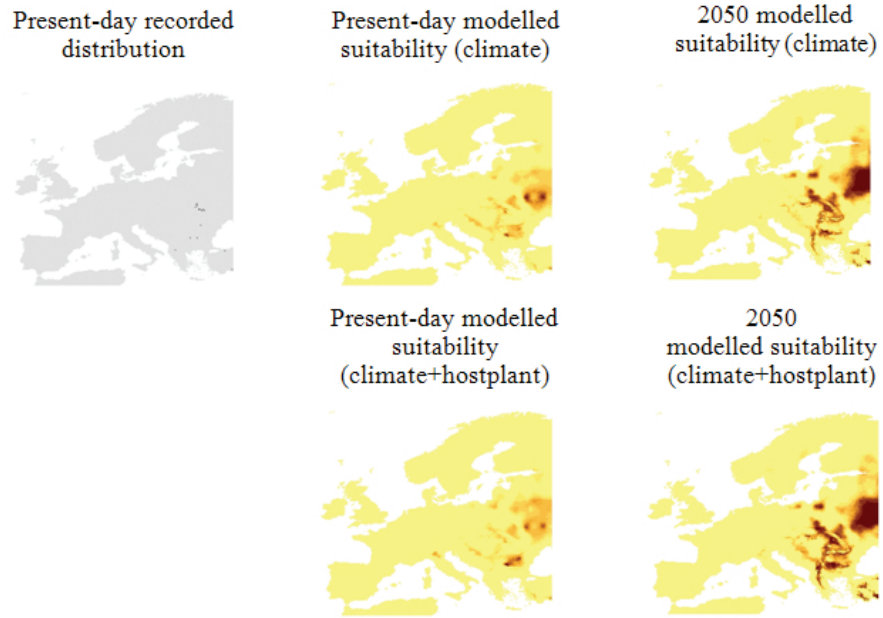 Present-day recorded
distribution
Present-day modelled
suitability (climate)
2050 modelled
suitability (climate)
Present-day modelled
suitability
(climate+hostplant)
2050
modelled suitability
(climate+hostplant)